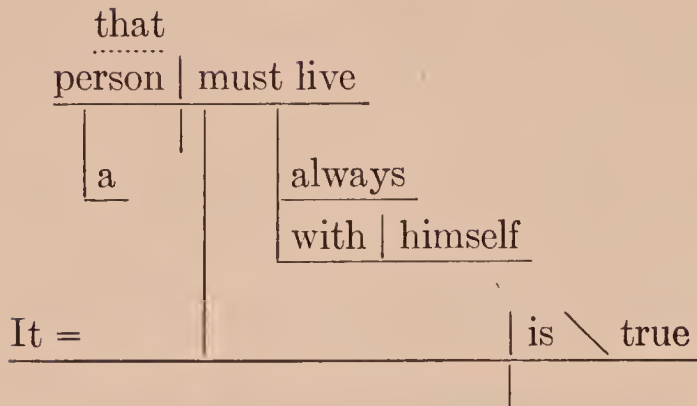 that
person | must live
a
always
with | himself
It = | is \ true